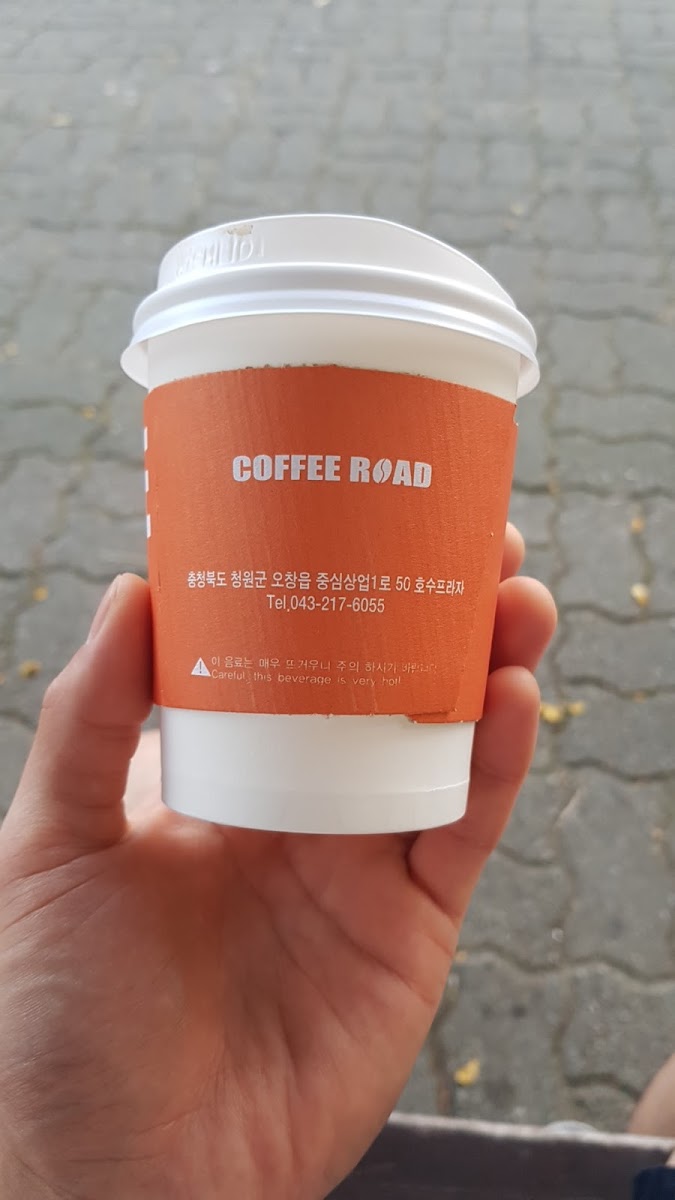 COFFEE ROAD
충청북도 청원군 오창읍 중심상업1로 50 호수프라자
Tel.043-217-6055
이 음료는 매우 뜨거우니 주의 하시기 바랍니다
Careful, this beverage is very hot!